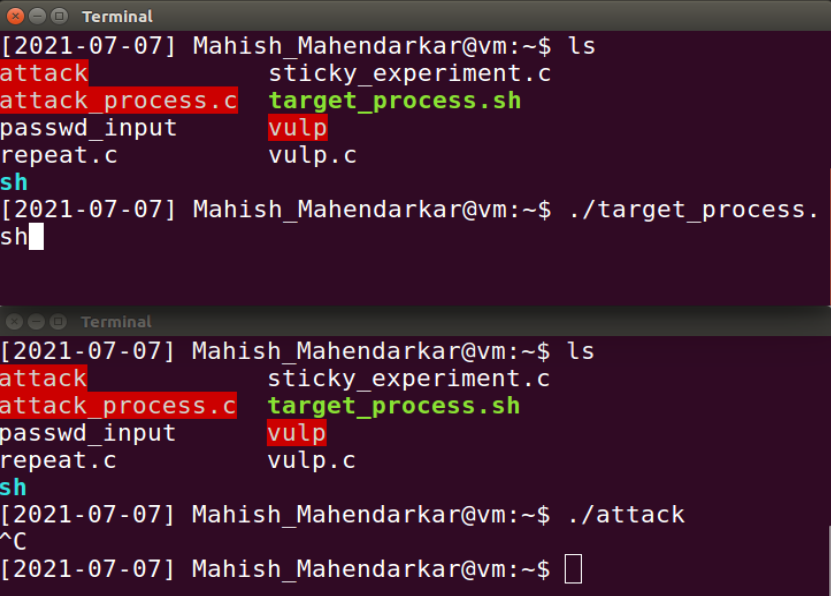 Terminal
[2021-07-07] Mahish_Mahendarkar@vm:~$ ls
attack sticky_experiment.c
attack_process.c target_process.sh
passwd_input vulp
repeat.c vulp.c
sh
[2021-07-07] Mahish_Mahendarkar@vm:~$ ./target_process.
sh
Terminal
[2021-07-07] Mahish_Mahendarkar@vm:~$ ls
attack sticky_experiment.c
attack_process.c target_process.sh
passwd_input vulp
repeat.c vulp.c
sh
[2021-07-07] Mahish_Mahendarkar@vm:~$ ./attack
^C
[2021-07-07] Mahish_Mahendarkar@vm:~$